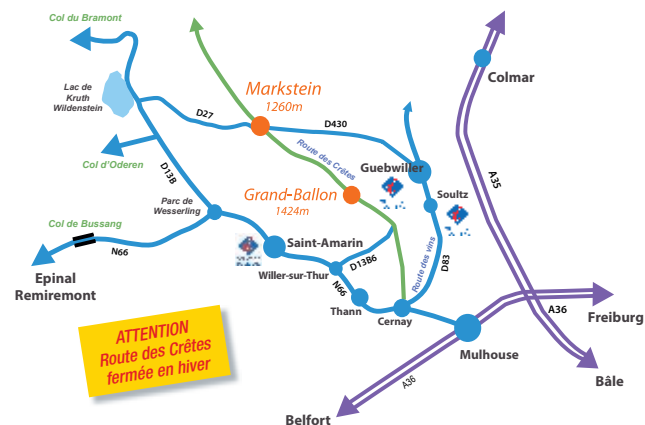 Col du Bramont
Lac de
Kruth
Wildenstein
Markstein
1260m
Colmar
D27
D430
Route des Crêtes
Guebwiller
Col d'Oderen
D13B
A35
Grand-Ballon
1424m
Soultz
Parc de
Wesserling
Col de Bussang
N66
Saint-Amarin
Willer-sur-Thur
D13B6
Route des vins
D83
N66
Epinal
Remiremont
Thann
Cernay
A36
Freiburg
Mulhouse
ATTENTION
Route des Crêtes
fermée en hiver
A36
Bâle
Belfort